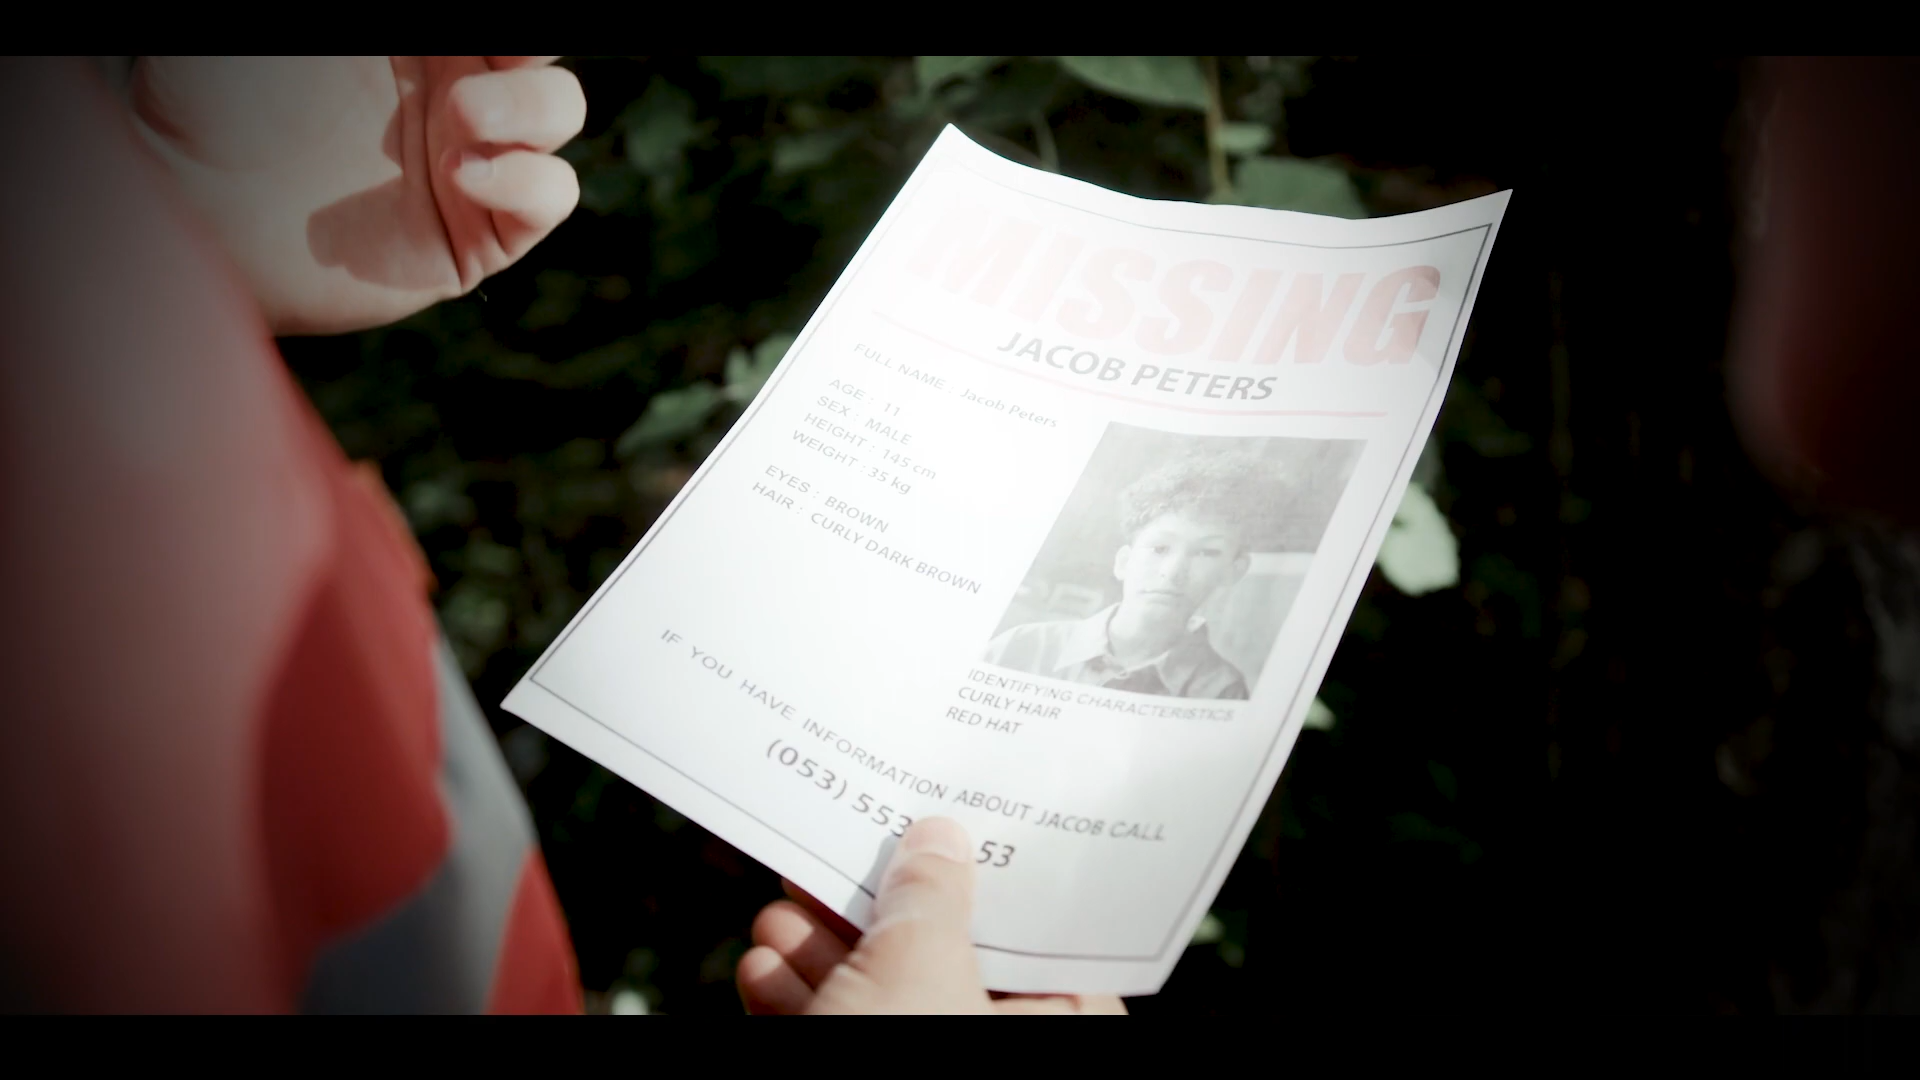 MISSING
JACOB PETERS
FULL NAME : Jacob Peters
AGE : 11
SEX : MALE
HEIGHT : 145 cm
WEIGHT : 35 kg
EYES : BROWN
HAIR : CURLY DARK BROWN
IDENTIFYING CHARACTERISTICS
CURLY HAIR
RED HAT
IF YOU HAVE INFORMATION ABOUT JACOB CALL
(053) 553 53